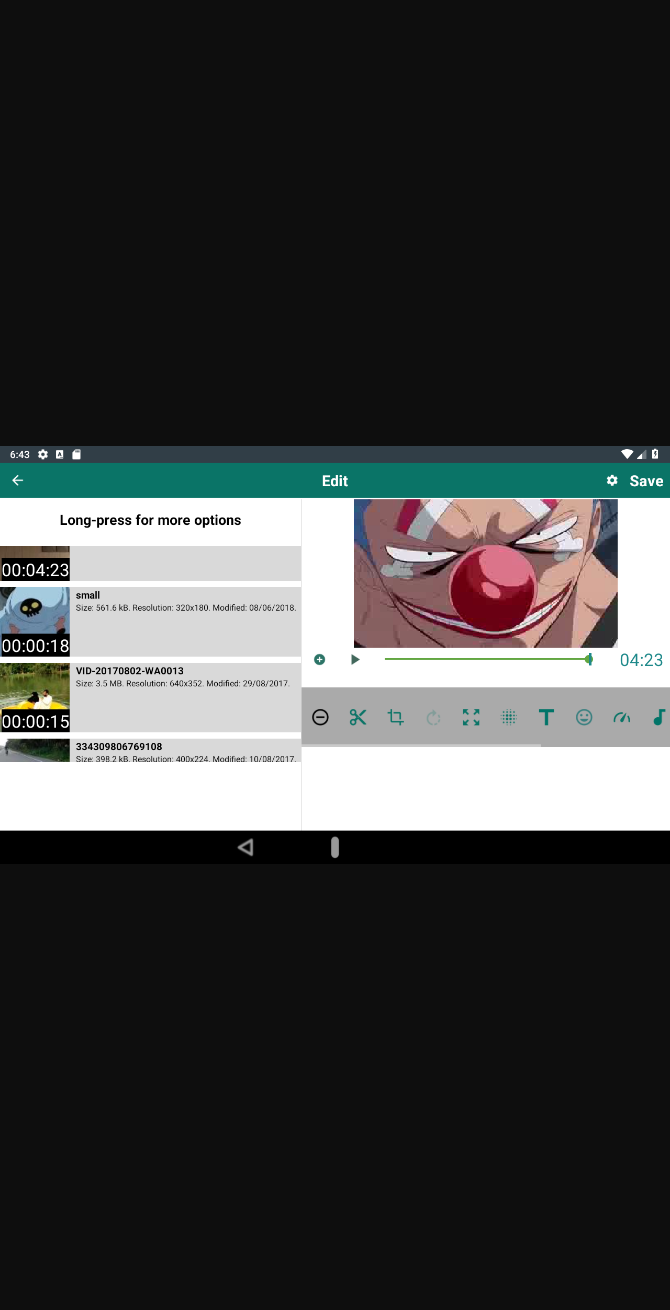 6:43
Edit
Save
Long-press for more options
00:04:23
small
Size: 561.6 kB. Resolution: 320x180. Modified: 08/06/2018.
00:00:18
VID-20170802-WA0013
Size: 3.5 MB. Resolution: 640x352. Modified: 29/08/2017.
00:00:15
334309806769108
Size: 398.2 kB. Resolution: 400x224. Modified: 10/08/2017.
04:23